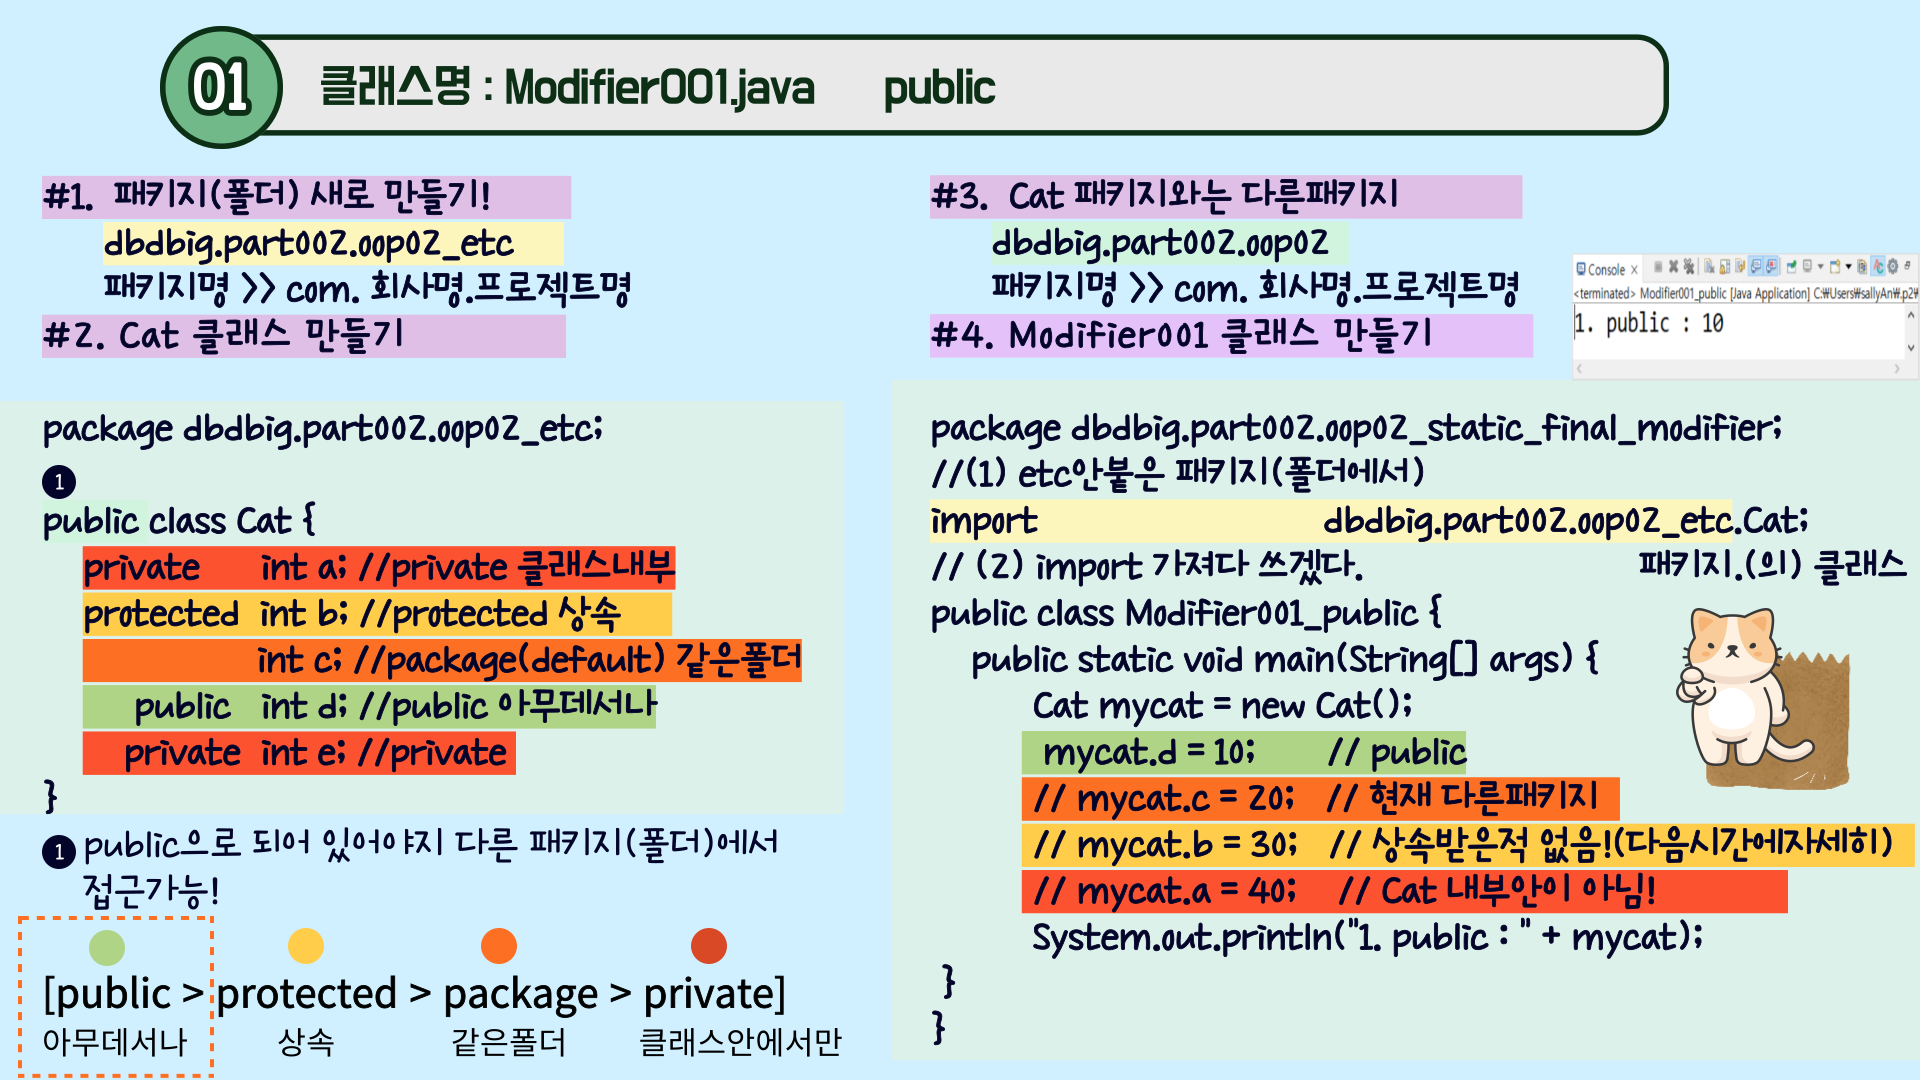 01 클래스명 : Modifier001.java public
#1. 패키지(폴더) 새로 만들기!
dbdbig.part002.oop02_etc
패키지명 >> com. 회사명.프로젝트명
#2. Cat 클래스 만들기
package dbdbig.part002.oop02_etc;
1
public class Cat {
private int a; //private 클래스내부
protected int b; //protected 상속
int c; //package(default) 같은폴더
public int d; //public 아무데서나
private int e; //private
}
1 public으로 되어 있어야지 다른 패키지(폴더)에서
접근가능!
[public > protected > package > private]
아무데서나 상속 같은폴더 클래스안에서만
#3. Cat 패키지와는 다른패키지
dbdbig.part002.oop02
패키지명 >> com. 회사명.프로젝트명
#4. Modifier001 클래스 만들기
Console
<terminated> Modifier001_public [Java Application] C:₩Users₩sallyAn₩.p2₩
1. public : 10
package dbdbig.part002.oop02_static_final_modifier;
//(1) etc안붙은 패키지(폴더에서)
import dbdbig.part002.oop02_etc.Cat;
// (2) import 가져다 쓰겠다. 패키지.(의) 클래스
public class Modifier001_public {
public static void main(String[] args) {
Cat mycat = new Cat();
mycat.d = 10; // public
// mycat.c = 20; // 현재 다른패키지
// mycat.b = 30; // 상속받은적 없음!(다음시간에자세히)
// mycat.a = 40; // Cat 내부안이 아님!
System.out.println("1. public : " + mycat);
}
}